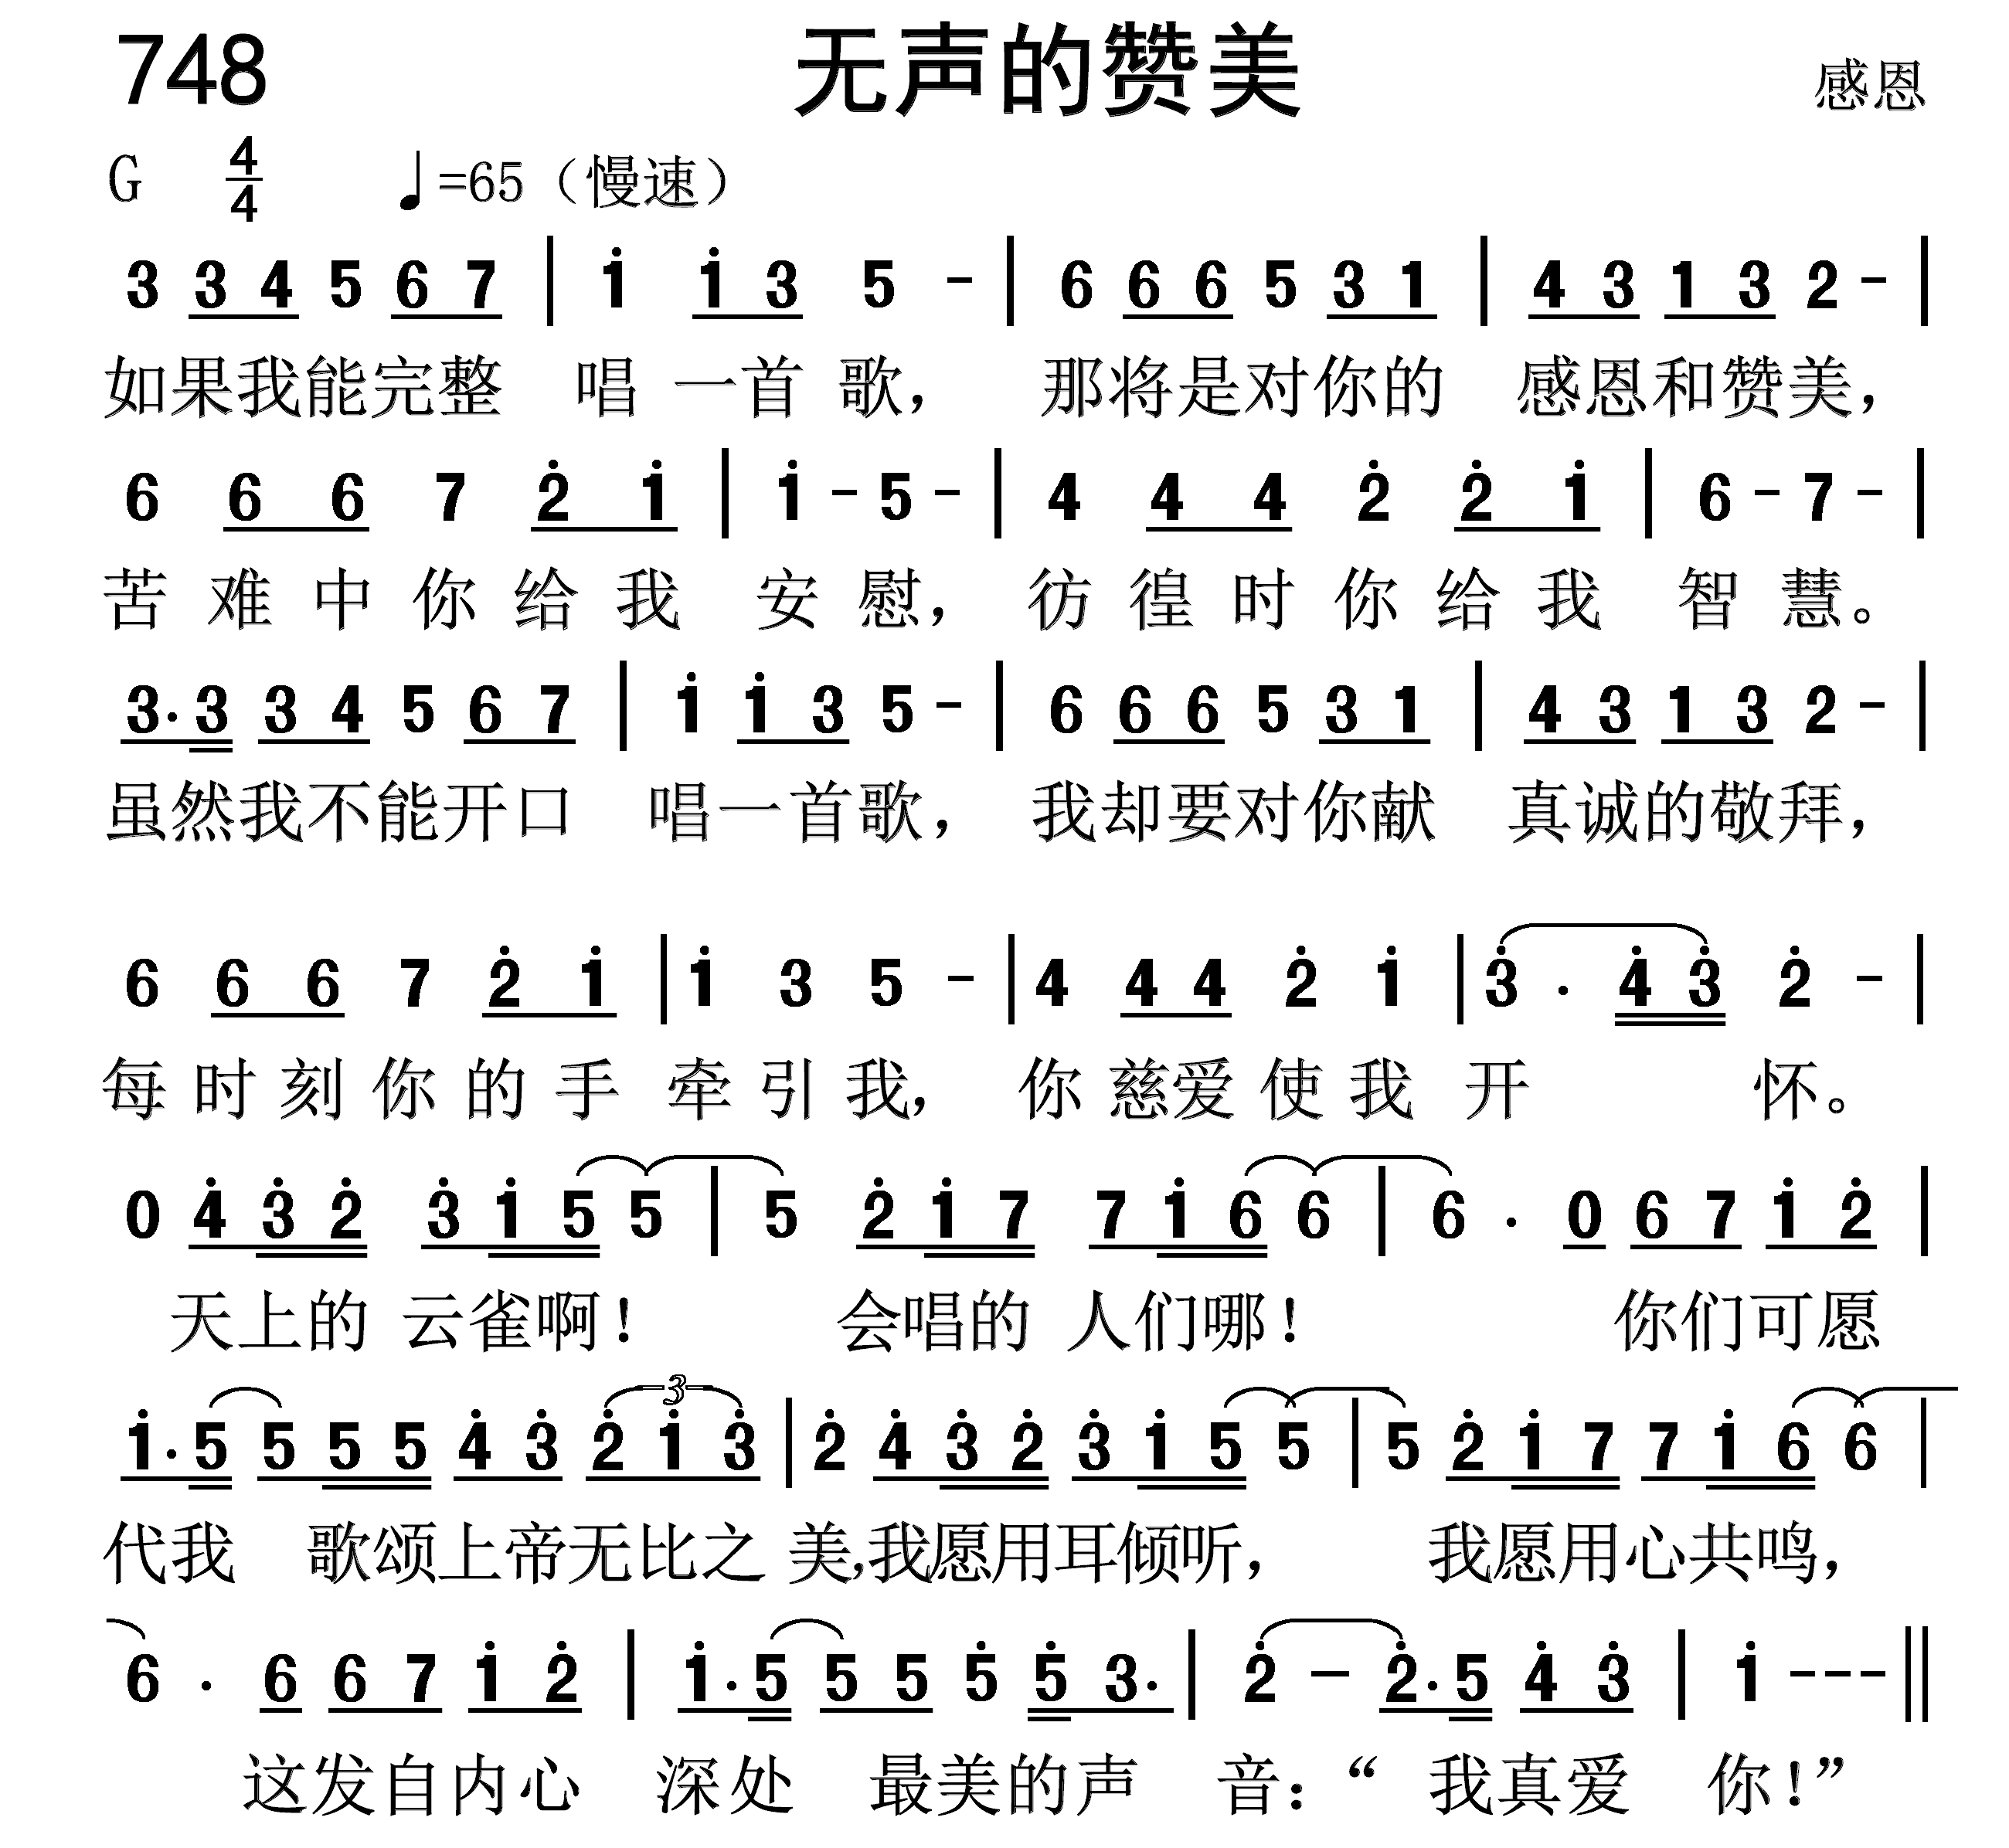 748 无声的赞美 感恩
G 4/4 ♩=65（慢速）
3 3 4 5 6 7 | i i 3 5 - | 6 6 6 5 3 1 | 4 3 1 3 2 - |
如果我能完整 唱 一首 歌， 那将是对你的 感恩和赞美，
6 6 6 7 2̇ i | i - 5 - | 4 4 4 2̇ 2̇ i | 6 - 7 - |
苦难中你给我 安慰，彷徨时你给我 智慧。
3. 3 3 4 5 6 7 | i i 3 5 - | 6 6 6 5 3 1 | 4 3 1 3 2 - |
虽然我不能开口 唱一首歌， 我却要对你献 真诚的敬拜，
6 6 6 7 2̇ i | i 3 5 - | 4 4 4 2̇ i | 3̇ . 4̇ 3̇ 2̇ - |
每时刻你的手 牵引我， 你慈爱使我 开 怀。
0 4̇ 3̇ 2̇ 3̇ i 5 5 | 5 2̇ i 7 7 i 6 6 | 6 . 0 6 7 i 2̇ |
天上的 云雀啊！ 会唱的 人们哪！ 你们可愿
i. 5 5 5 5 4̇ 3̇ 2̇ i 3̇ 3 | 2̇ 4̇ 3̇ 2̇ 3̇ i 5 5 | 5 2̇ i 7 7 i 6 6 |
代我 歌颂上帝无比之 美，我愿用耳倾听， 我愿用心共鸣，
6 . 6 6 7 i 2̇ | i. 5 5 5 5̇ 5̇ 3. | 2̇ - 2̇. 5 4̇ 3̇ | i - - - ||
这发自内心 深处 最美的声 音：“ 我真爱 你！”